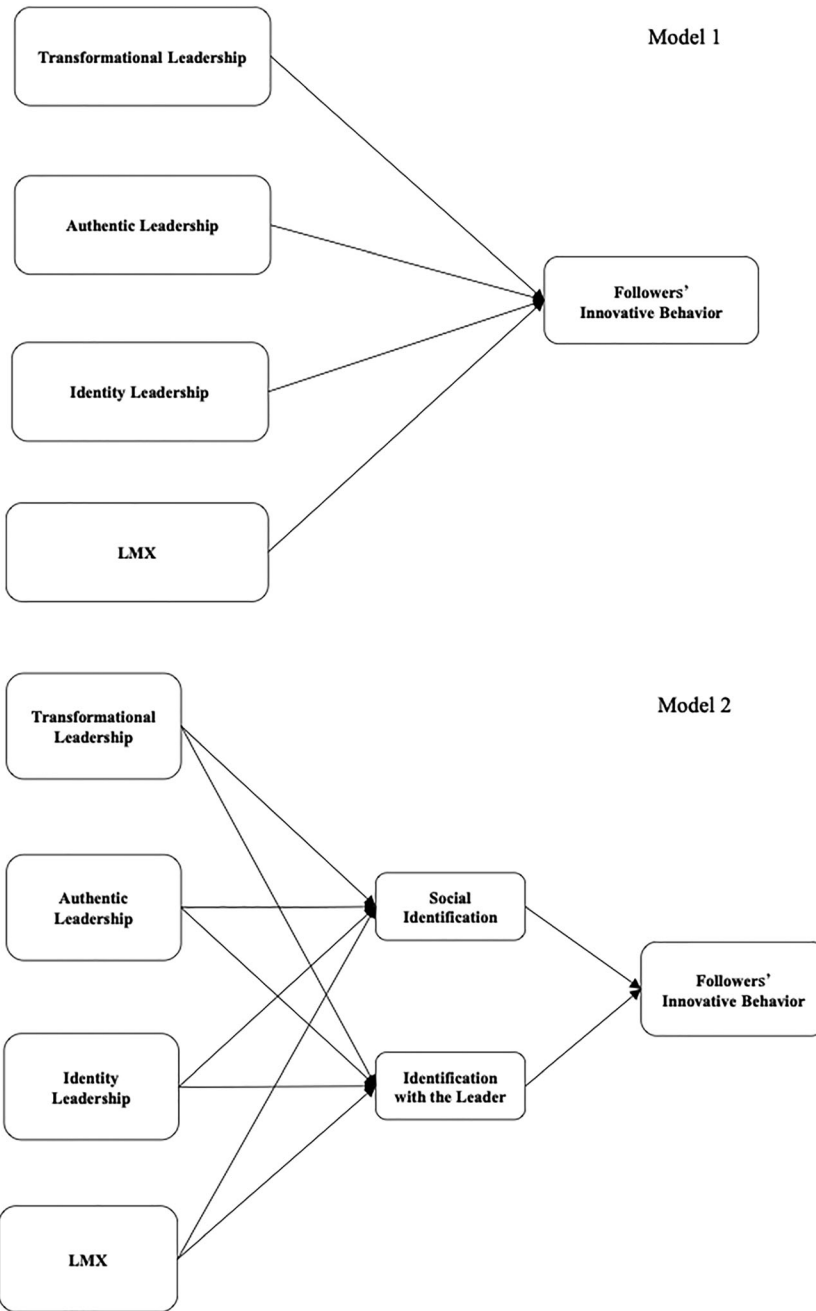 Model 1
Transformational Leadership
Authentic Leadership
Identity Leadership
LMX
Followers’
Innovative Behavior
Model 2
Transformational
Leadership
Authentic
Leadership
Identity
Leadership
LMX
Social
Identification
Identification
with the Leader
Followers’
Innovative Behavior